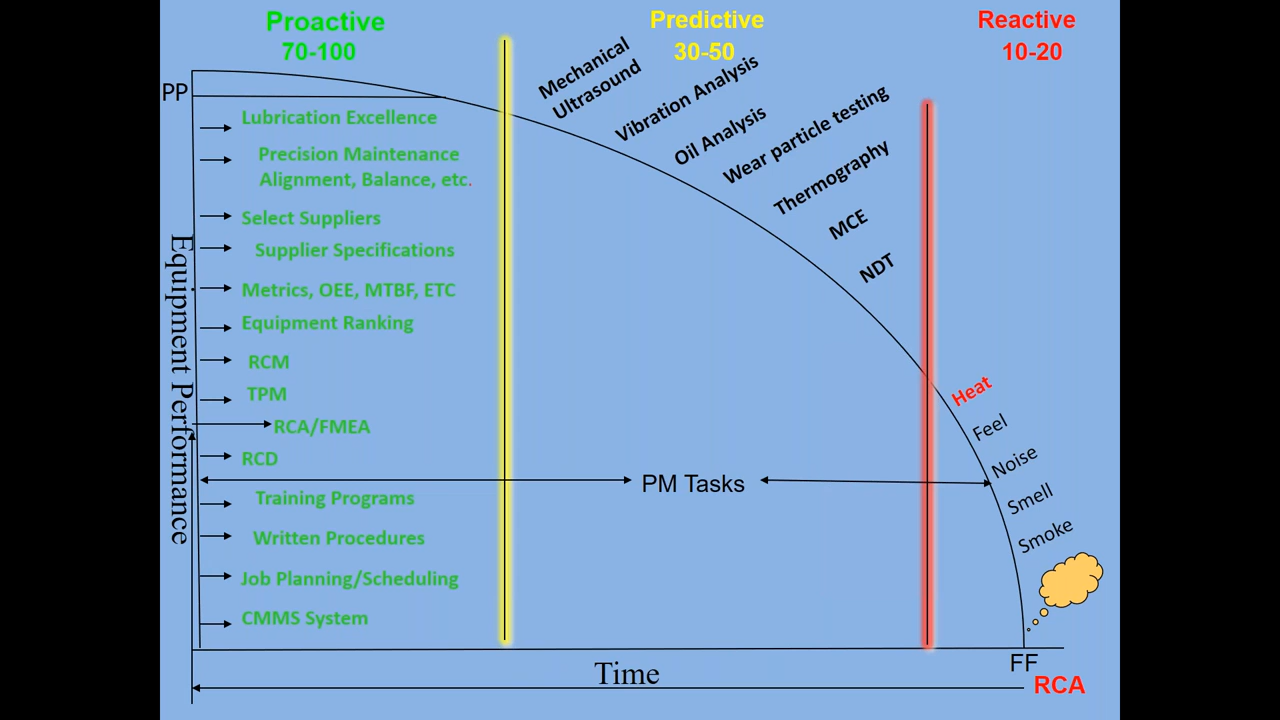 Proactive
70-100
Predictive
30-50
Reactive
10-20
PP
Mechanical
Ultrasound
Vibration Analysis
Oil Analysis
Wear particle testing
Thermography
MCE
NDT
Lubrication Excellence
Precision Maintenance
Alignment, Balance, etc.
Select Suppliers
Supplier Specifications
Metrics, OEE, MTBF, ETC
Equipment Ranking
RCM
TPM
RCA/FMEA
RCD
Training Programs
Written Procedures
Job Planning/Scheduling
CMMS System
Equipment Performance
PM Tasks
Heat
Feel
Noise
Smell
Smoke
FF
Time
RCA